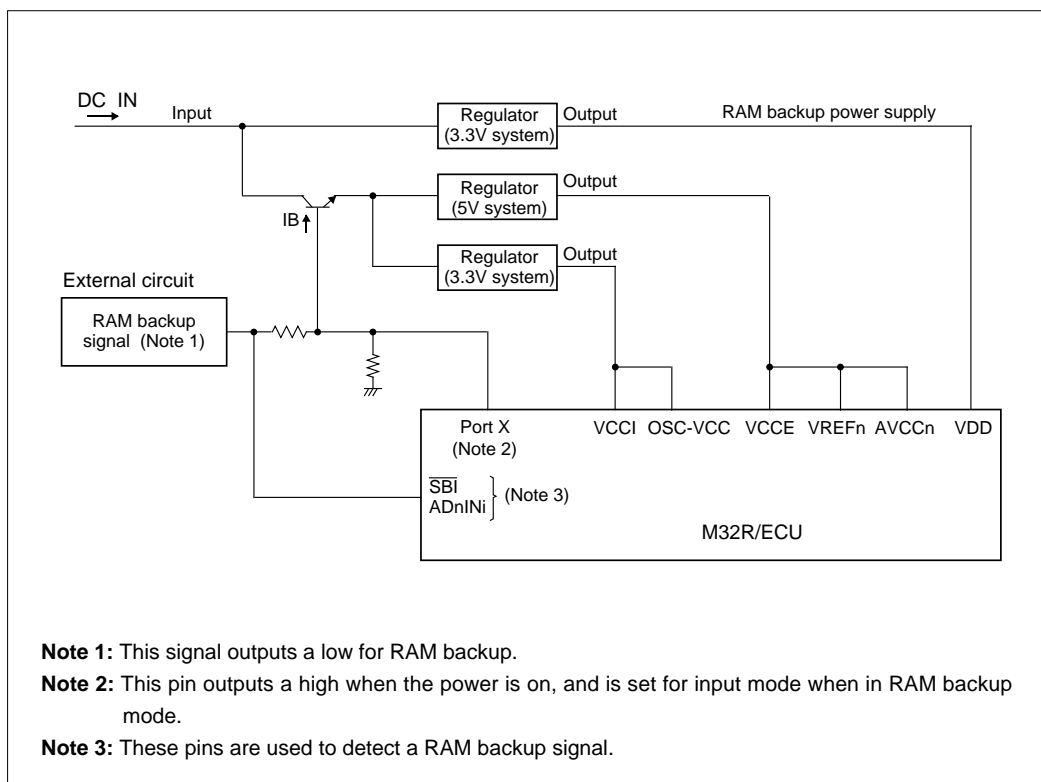 DC IN
Input
Regulator
(3.3V system)
Output
RAM backup power supply
IB
Regulator
(5V system)
Output
Regulator
(3.3V system)
Output
External circuit
RAM backup
signal (Note 1)
Port X
(Note 2)
VCCI OSC-VCC VCCE VREFn AVCCn VDD
SBI
ADnINi
(Note 3)
M32R/ECU
Note 1: This signal outputs a low for RAM backup.
Note 2: This pin outputs a high when the power is on, and is set for input mode when in RAM backup
mode.
Note 3: These pins are used to detect a RAM backup signal.